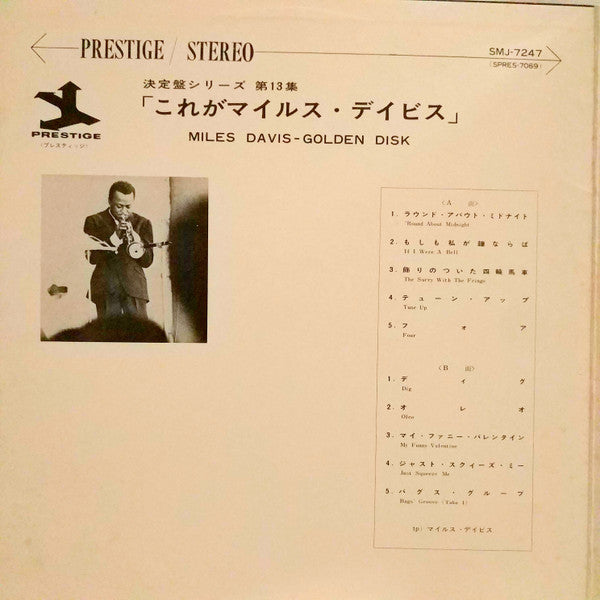 PRESTIGE / STEREO
SMJ-7247
(SPRES-7069)
決定盤シリーズ 第13集
「これがマイルス・デイビス」
MILES DAVIS-GOLDEN DISK
PRESTIGE
(プレスティッジ)
〈A 面〉
1. ラウンド・アバウト・ミドナイト
'Round About Midnight
2. もしも私が鐘ならば
If I Were A Bell
3. 飾りのついた四輪馬車
The Surry With The Fringe
4. テューン・アップ
Tune Up
5. フォア
Four
〈B 面〉
1. ディグ
Dig
2. オレオ
Oleo
3. マイ・ファニー・バレンタイン
My Funny Valentine
4. ジャスト・スクィーズ・ミー
Just Squeeze Me
5. バグス・グルーブ
Bags' Groove (Take 1)
tp) マイルス・デイビス